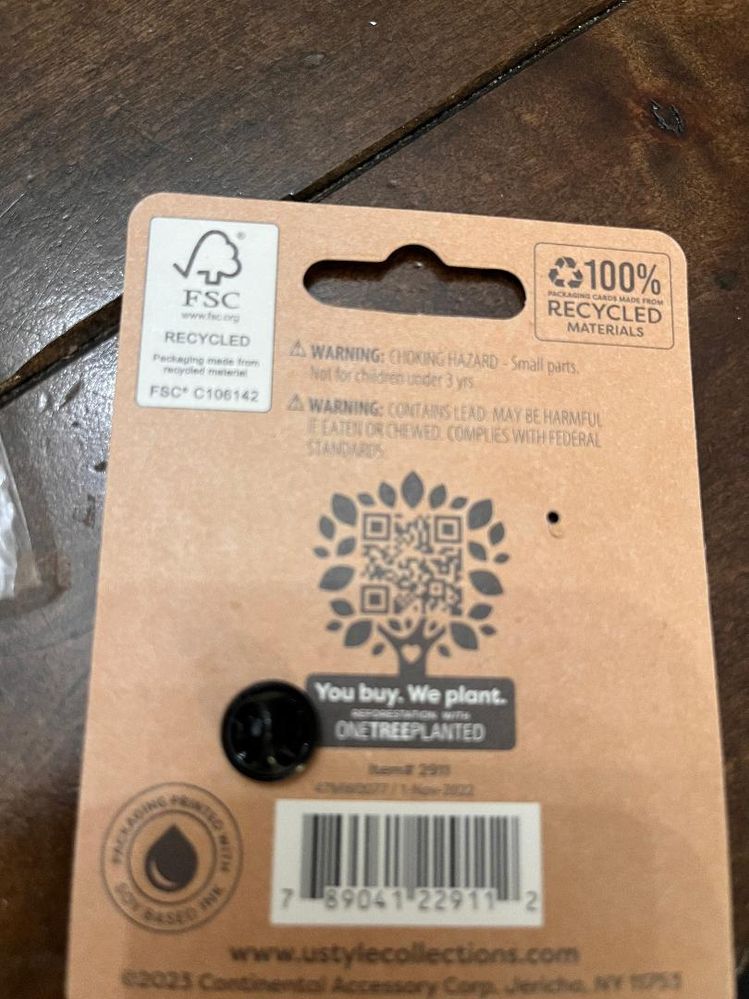 ®
FSC
www.fsc.org
RECYCLED
Packaging made from
recycled material
FSC® C106142
100%
PACKAGING CARDS MADE FROM
RECYCLED
MATERIALS
WARNING: CHOKING HAZARD - Small parts.
Not for children under 3 yrs
WARNING: CONTAINS LEAD. MAY BE HARMFUL
IF EATEN OR CHEWED. COMPLIES WITH FEDERAL
STANDARDS.
You buy. We plant.
REFORESTATION WITH
ONETREEPLANTED
Item# 2911
/ 1-Nov-2022
PACKAGING PRINTED WITH
SOY BASED INK
7 89041 22911 2
www.ustylecollections.com
©2023 Continental Accessory Corp. Jericho, NY 11753